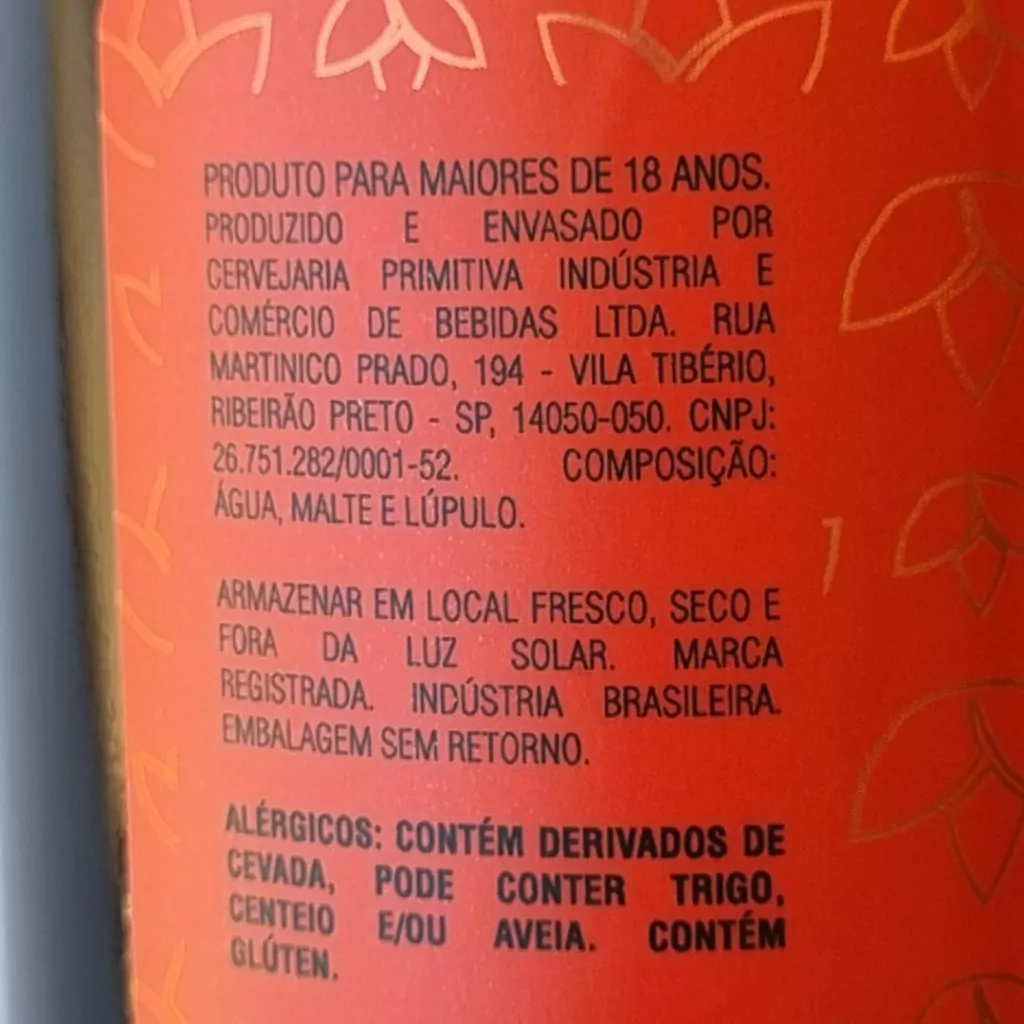 PRODUTO PARA MAIORES DE 18 ANOS.
PRODUZIDO E ENVASADO POR
CERVEJARIA PRIMITIVA INDÚSTRIA E
COMÉRCIO DE BEBIDAS LTDA. RUA
MARTINICO PRADO, 194 - VILA TIBÉRIO,
RIBEIRÃO PRETO - SP, 14050-050. CNPJ:
26.751.282/0001-52. COMPOSIÇÃO:
ÁGUA, MALTE E LÚPULO.
ARMAZENAR EM LOCAL FRESCO, SECO E
FORA DA LUZ SOLAR. MARCA
REGISTRADA. INDÚSTRIA BRASILEIRA.
EMBALAGEM SEM RETORNO.
ALÉRGICOS: CONTÉM DERIVADOS DE
CEVADA, PODE CONTER TRIGO,
CENTEIO E/OU AVEIA. CONTÉM
GLÚTEN.